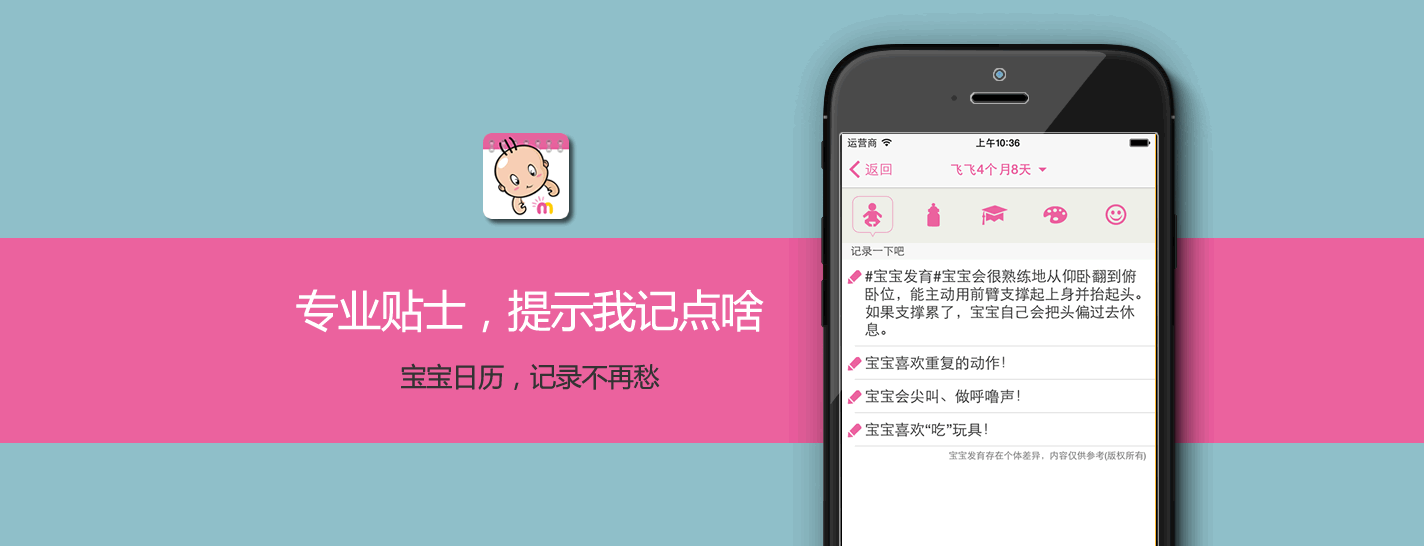 专业贴士，提示我记点啥
宝宝日历，记录不再愁
运营商
上午10:36
返回
飞飞4个月8天
记录一下吧
#宝宝发育#宝宝会很熟练地从仰卧翻到俯
卧位，能主动用前臂支撑起上身并抬起头。
如果支撑累了，宝宝自己会把头偏过去休
息。
宝宝喜欢重复的动作！
宝宝会尖叫、做呼噜声！
宝宝喜欢“吃”玩具！
宝宝发育存在个体差异，内容仅供参考(版权所有)
m